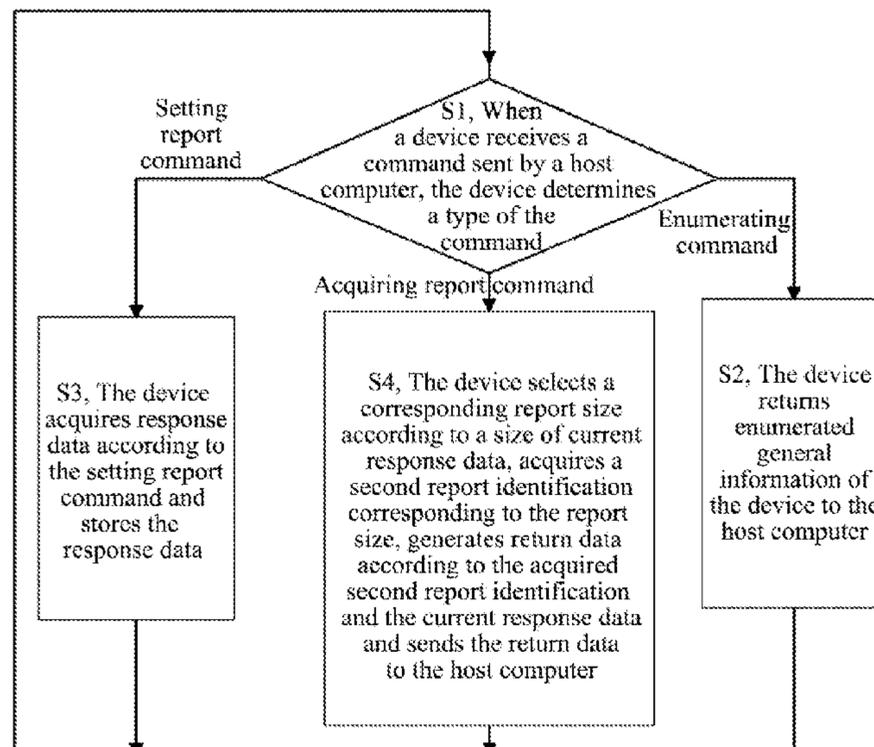 Setting
report
command
S1, When
a device receives a
command sent by a host
computer, the device determines
a type of the
command
Enumerating
command
Acquiring report command
S3, The device
acquires response
data according to
the setting report
command and
stores the
response data
S4, The device selects a
corresponding report size
according to a size of current
response data, acquires a
second report identification
corresponding to the report
size, generates return data
according to the acquired
second report identification
and the current response data
and sends the return data
to the host computer
S2, The device
returns
enumerated
general
information of
the device to the
host computer